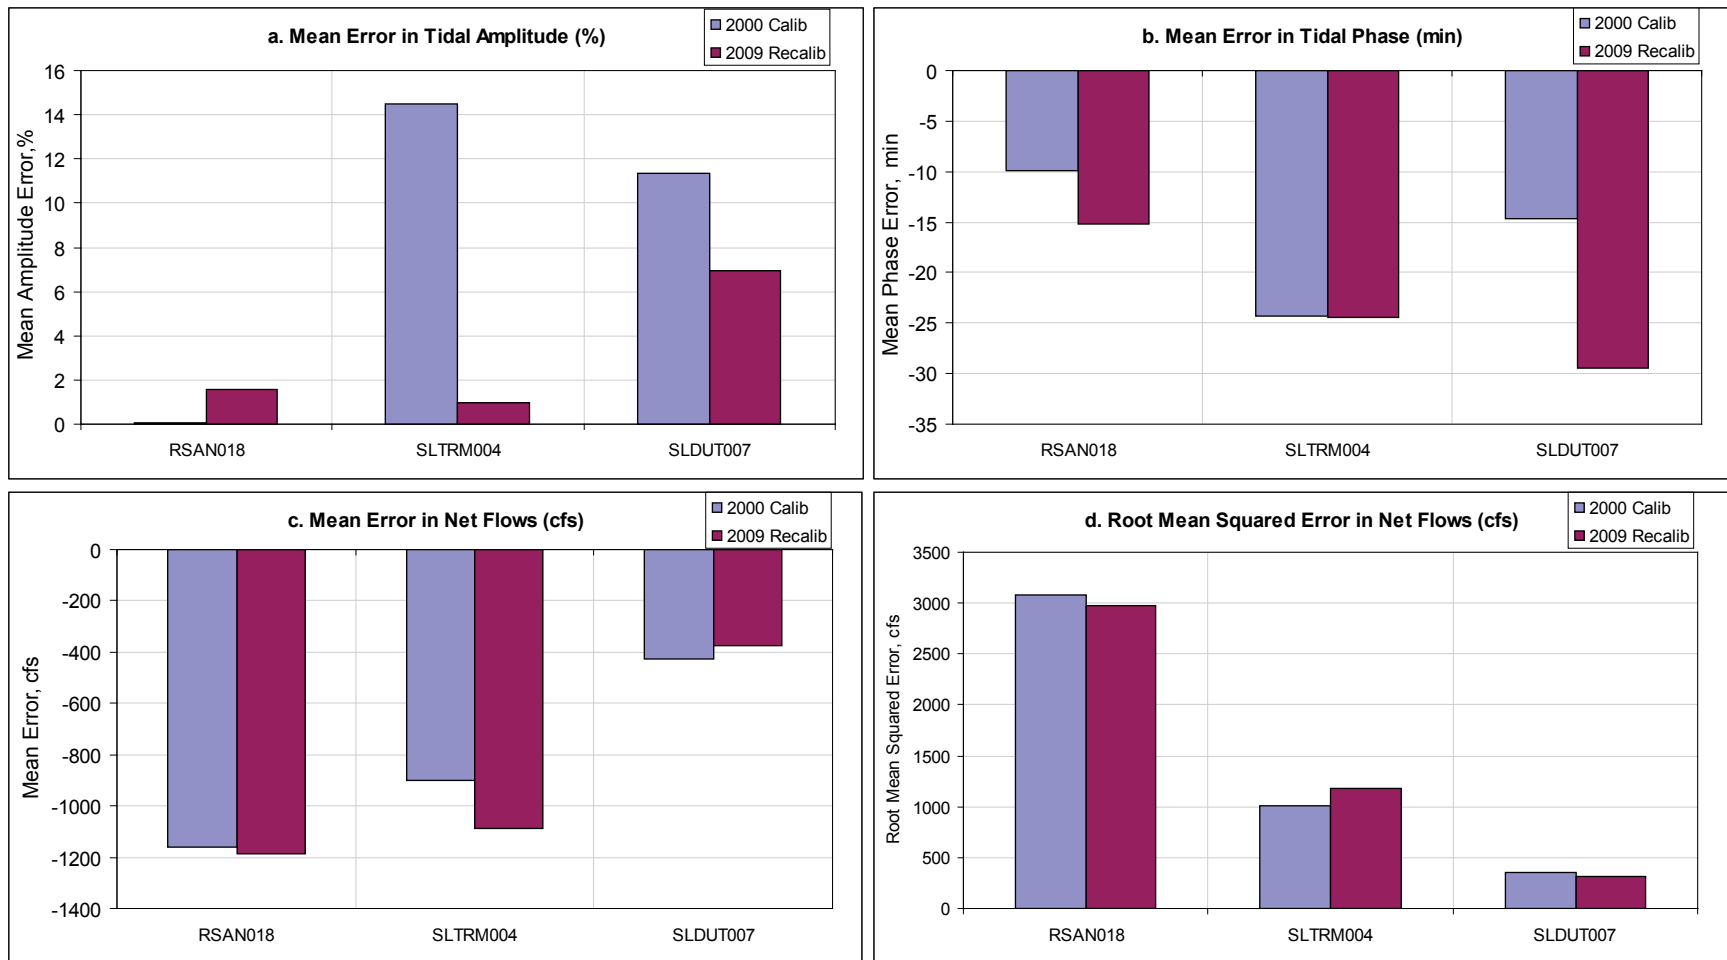 a. Mean Error in Tidal Amplitude (%)
2000 Calib
2009 Recalib
Mean Amplitude Error,%
16
14
12
10
8
6
4
2
0
RSAN018
SLTRM004
SLDUT007
b. Mean Error in Tidal Phase (min)
2000 Calib
2009 Recalib
Mean Phase Error, min
0
-5
-10
-15
-20
-25
-30
-35
RSAN018
SLTRM004
SLDUT007
c. Mean Error in Net Flows (cfs)
2000 Calib
2009 Recalib
Mean Error, cfs
0
-200
-400
-600
-800
-1000
-1200
-1400
RSAN018
SLTRM004
SLDUT007
d. Root Mean Squared Error in Net Flows (cfs)
2000 Calib
2009 Recalib
Root Mean Squared Error, cfs
3500
3000
2500
2000
1500
1000
500
0
RSAN018
SLTRM004
SLDUT007